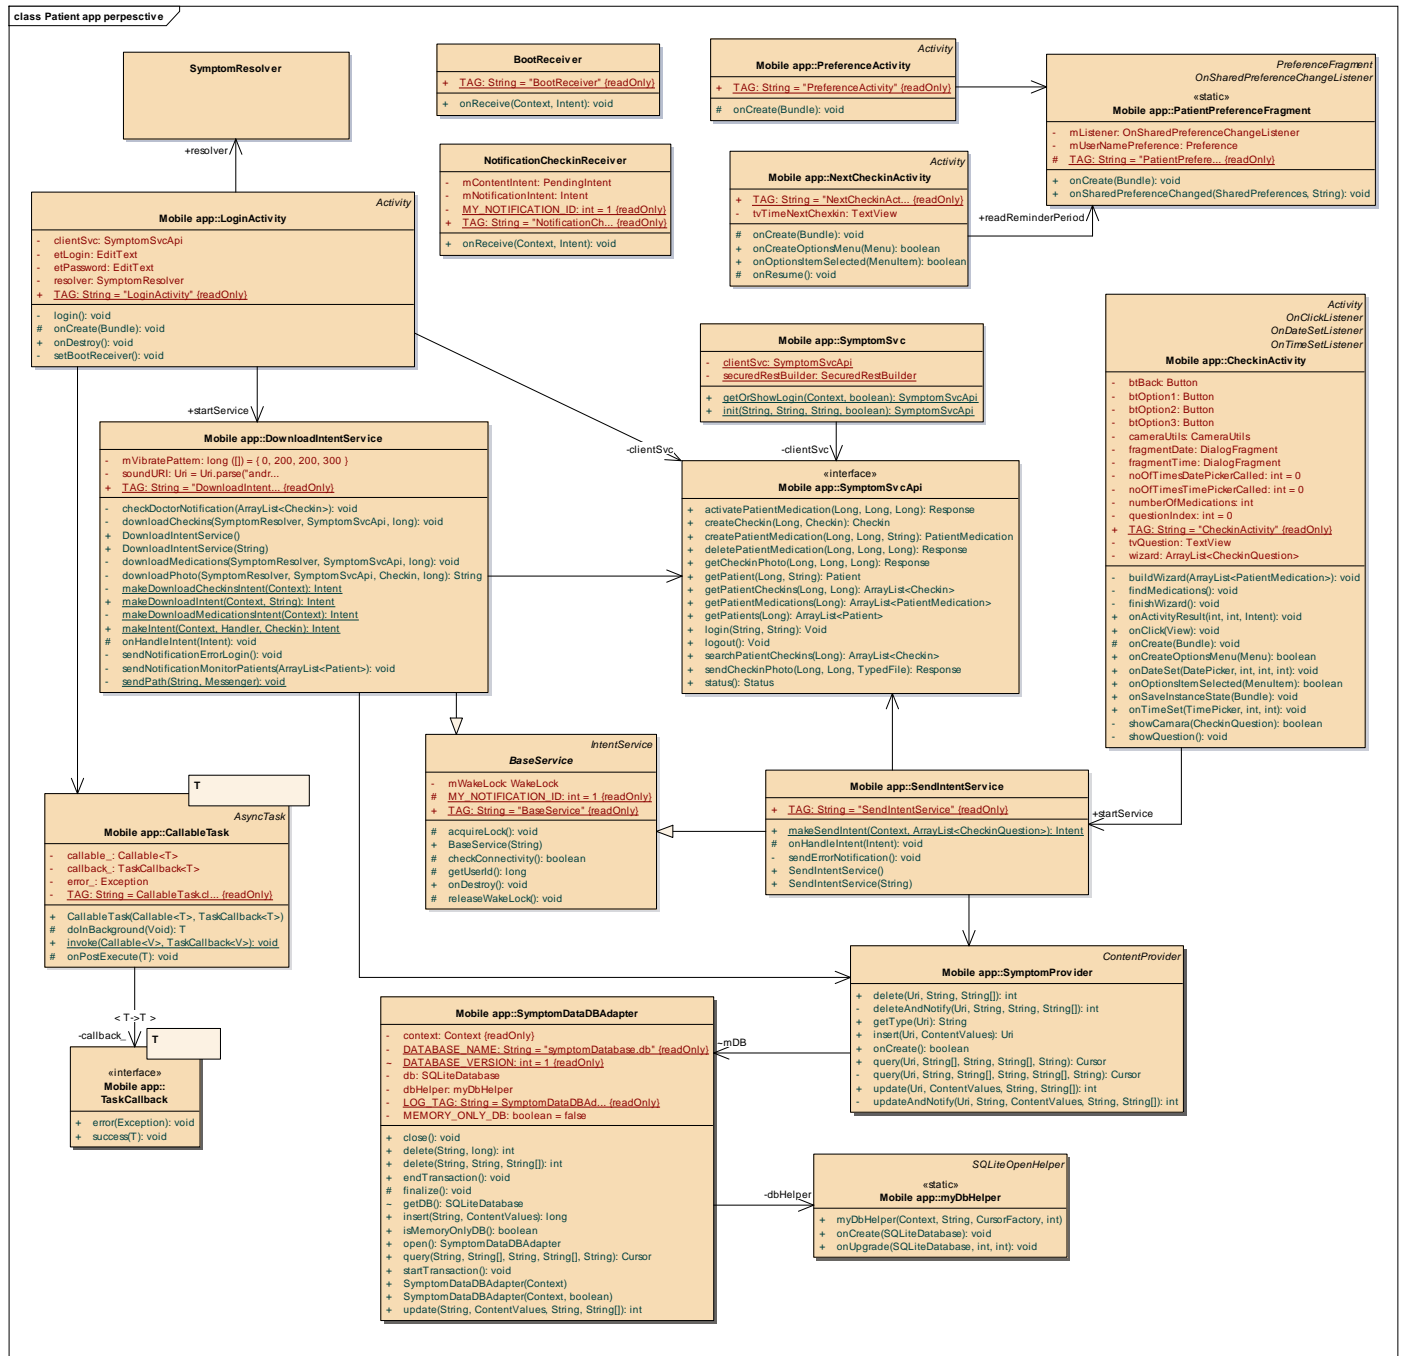 class Patient app perpesctive
SymptomResolver
BootReceiver
+ TAG: String = "BootReceiver" {readOnly}
+ onReceive(Context, Intent): void
Activity
Mobile app::PreferenceActivity
+ TAG: String = "PreferenceActivity" {readOnly}
# onCreate(Bundle): void
PreferenceFragment
OnSharedPreferenceChangeListener
«static»
Mobile app::PatientPreferenceFragment
- mListener: OnSharedPreferenceChangeListener
- mUserNamePreference: Preference
# TAG: String = "PatientPrefere... {readOnly}
+ onCreate(Bundle): void
+ onSharedPreferenceChanged(SharedPreferences, String): void
+resolver
NotificationCheckinReceiver
- mContentIntent: PendingIntent
- mNotificationIntent: Intent
- MY_NOTIFICATION_ID: int = 1 {readOnly}
+ TAG: String = "NotificationCh... {readOnly}
+ onReceive(Context, Intent): void
Activity
Mobile app::NextCheckinActivity
+ TAG: String = "NextCheckinAct... {readOnly}
- tvTimeNextChexkin: TextView
# onCreate(Bundle): void
+ onCreateOptionsMenu(Menu): boolean
+ onOptionsItemSelected(MenuItem): boolean
# onResume(): void
+readReminderPeriod
Activity
Mobile app::LoginActivity
- clientSvc: SymptomSvcApi
- etLogin: EditText
- etPassword: EditText
- resolver: SymptomResolver
+ TAG: String = "LoginActivity" {readOnly}
- login(): void
# onCreate(Bundle): void
+ onDestroy(): void
- setBootReceiver(): void
Mobile app::SymptomSvc
- clientSvc: SymptomSvcApi
- securedRestBuilder: SecuredRestBuilder
+ getOrShowLogin(Context, boolean): SymptomSvcApi
+ init(String, String, String, boolean): SymptomSvcApi
Activity
OnClickListener
OnDateSetListener
OnTimeSetListener
Mobile app::CheckinActivity
- btBack: Button
- btOption1: Button
- btOption2: Button
- btOption3: Button
- cameraUtils: CameraUtils
- fragmentDate: DialogFragment
- fragmentTime: DialogFragment
- noOfTimesDatePickerCalled: int = 0
- noOfTimesTimePickerCalled: int = 0
- numberOfMedications: int
- questionIndex: int = 0
+ TAG: String = "CheckinActivity" {readOnly}
- tvQuestion: TextView
- wizard: ArrayList<CheckinQuestion>
- buildWizard(ArrayList<PatientMedication>): void
- findMedications(): void
- finishWizard(): void
+ onActivityResult(int, int, Intent): void
+ onClick(View): void
# onCreate(Bundle): void
+ onCreateOptionsMenu(Menu): boolean
+ onDateSet(DatePicker, int, int, int): void
+ onOptionsItemSelected(MenuItem): boolean
+ onSaveInstanceState(Bundle): void
+ onTimeSet(TimePicker, int, int): void
- showCamara(CheckinQuestion): boolean
- showQuestion(): void
+startService
-clientSvc
-clientSvc
Mobile app::DownloadIntentService
- mVibratePattern: long ([]) = { 0, 200, 200, 300 }
- soundURI: Uri = Uri.parse("andr...
+ TAG: String = "DownloadIntent... {readOnly}
- checkDoctorNotification(ArrayList<Checkin>): void
- downloadCheckins(SymptomResolver, SymptomSvcApi, long): void
+ DownloadIntentService()
+ DownloadIntentService(String)
- downloadMedications(SymptomResolver, SymptomSvcApi, long): void
- downloadPhoto(SymptomResolver, SymptomSvcApi, Checkin, long): String
- makeDownloadCheckinsIntent(Context): Intent
+ makeDownloadIntent(Context, String): Intent
- makeDownloadMedicationsIntent(Context): Intent
+ makeIntent(Context, Handler, Checkin): Intent
# onHandleIntent(Intent): void
- sendNotificationErrorLogin(): void
- sendNotificationMonitorPatients(ArrayList<Patient>): void
- sendPath(String, Messenger): void
«interface»
Mobile app::SymptomSvcApi
+ activatePatientMedication(Long, Long, Long): Response
+ createCheckin(Long, Checkin): Checkin
+ createPatientMedication(Long, Long, String): PatientMedication
+ deletePatientMedication(Long, Long, Long): Response
+ getCheckinPhoto(Long, Long, Long): Response
+ getPatient(Long, String): Patient
+ getPatientCheckins(Long, Long): ArrayList<Checkin>
+ getPatientMedications(Long): ArrayList<PatientMedication>
+ getPatients(Long): ArrayList<Patient>
+ login(String, String): Void
+ logout(): Void
+ searchPatientCheckins(Long): ArrayList<Checkin>
+ sendCheckinPhoto(Long, Long, TypedFile): Response
+ status(): Status
IntentService
BaseService
- mWakeLock: WakeLock
# MY_NOTIFICATION_ID: int = 1 {readOnly}
+ TAG: String = "BaseService" {readOnly}
# acquireLock(): void
+ BaseService(String)
# checkConnectivity(): boolean
# getUserId(): long
+ onDestroy(): void
# releaseWakeLock(): void
Mobile app::SendIntentService
+ TAG: String = "SendIntentService" {readOnly}
+ makeSendIntent(Context, ArrayList<CheckinQuestion>): Intent
# onHandleIntent(Intent): void
- sendErrorNotification(): void
+ SendIntentService()
+ SendIntentService(String)
+startService
T
AsyncTask
Mobile app::CallableTask
- callable_: Callable<T>
- callback_: TaskCallback<T>
- error_: Exception
- TAG: String = CallableTask.cl... {readOnly}
+ CallableTask(Callable<T>, TaskCallback<T>)
# doInBackground(Void): T
+ invoke(Callable<V>, TaskCallback<V>): void
# onPostExecute(T): void
< T->T >
-callback_
T
«interface»
Mobile app::
TaskCallback
+ error(Exception): void
+ success(T): void
ContentProvider
Mobile app::SymptomProvider
+ delete(Uri, String, String[]): int
- deleteAndNotify(Uri, String, String, String[]): int
+ getType(Uri): String
+ insert(Uri, ContentValues): Uri
+ onCreate(): boolean
+ query(Uri, String[], String, String[], String): Cursor
- query(Uri, String[], String, String[], String, String): Cursor
+ update(Uri, ContentValues, String, String[]): int
- updateAndNotify(Uri, String, ContentValues, String, String[]): int
~mDB
Mobile app::SymptomDataDBAdapter
- context: Context {readOnly}
- DATABASE_NAME: String = "symptomDatabase.db" {readOnly}
~ DATABASE_VERSION: int = 1 {readOnly}
- db: SQLiteDatabase
- dbHelper: myDbHelper
- LOG_TAG: String = SymptomDataDBAd... {readOnly}
- MEMORY_ONLY_DB: boolean = false
+ close(): void
+ delete(String, long): int
+ delete(String, String, String[]): int
+ endTransaction(): void
# finalize(): void
~ getDB(): SQLiteDatabase
+ insert(String, ContentValues): long
+ isMemoryOnlyDB(): boolean
+ open(): SymptomDataDBAdapter
+ query(String, String[], String, String[], String): Cursor
+ startTransaction(): void
+ SymptomDataDBAdapter(Context)
+ SymptomDataDBAdapter(Context, boolean)
+ update(String, ContentValues, String, String[]): int
-dbHelper
SQLiteOpenHelper
«static»
Mobile app::myDbHelper
+ myDbHelper(Context, String, CursorFactory, int)
+ onCreate(SQLiteDatabase): void
+ onUpgrade(SQLiteDatabase, int, int): void